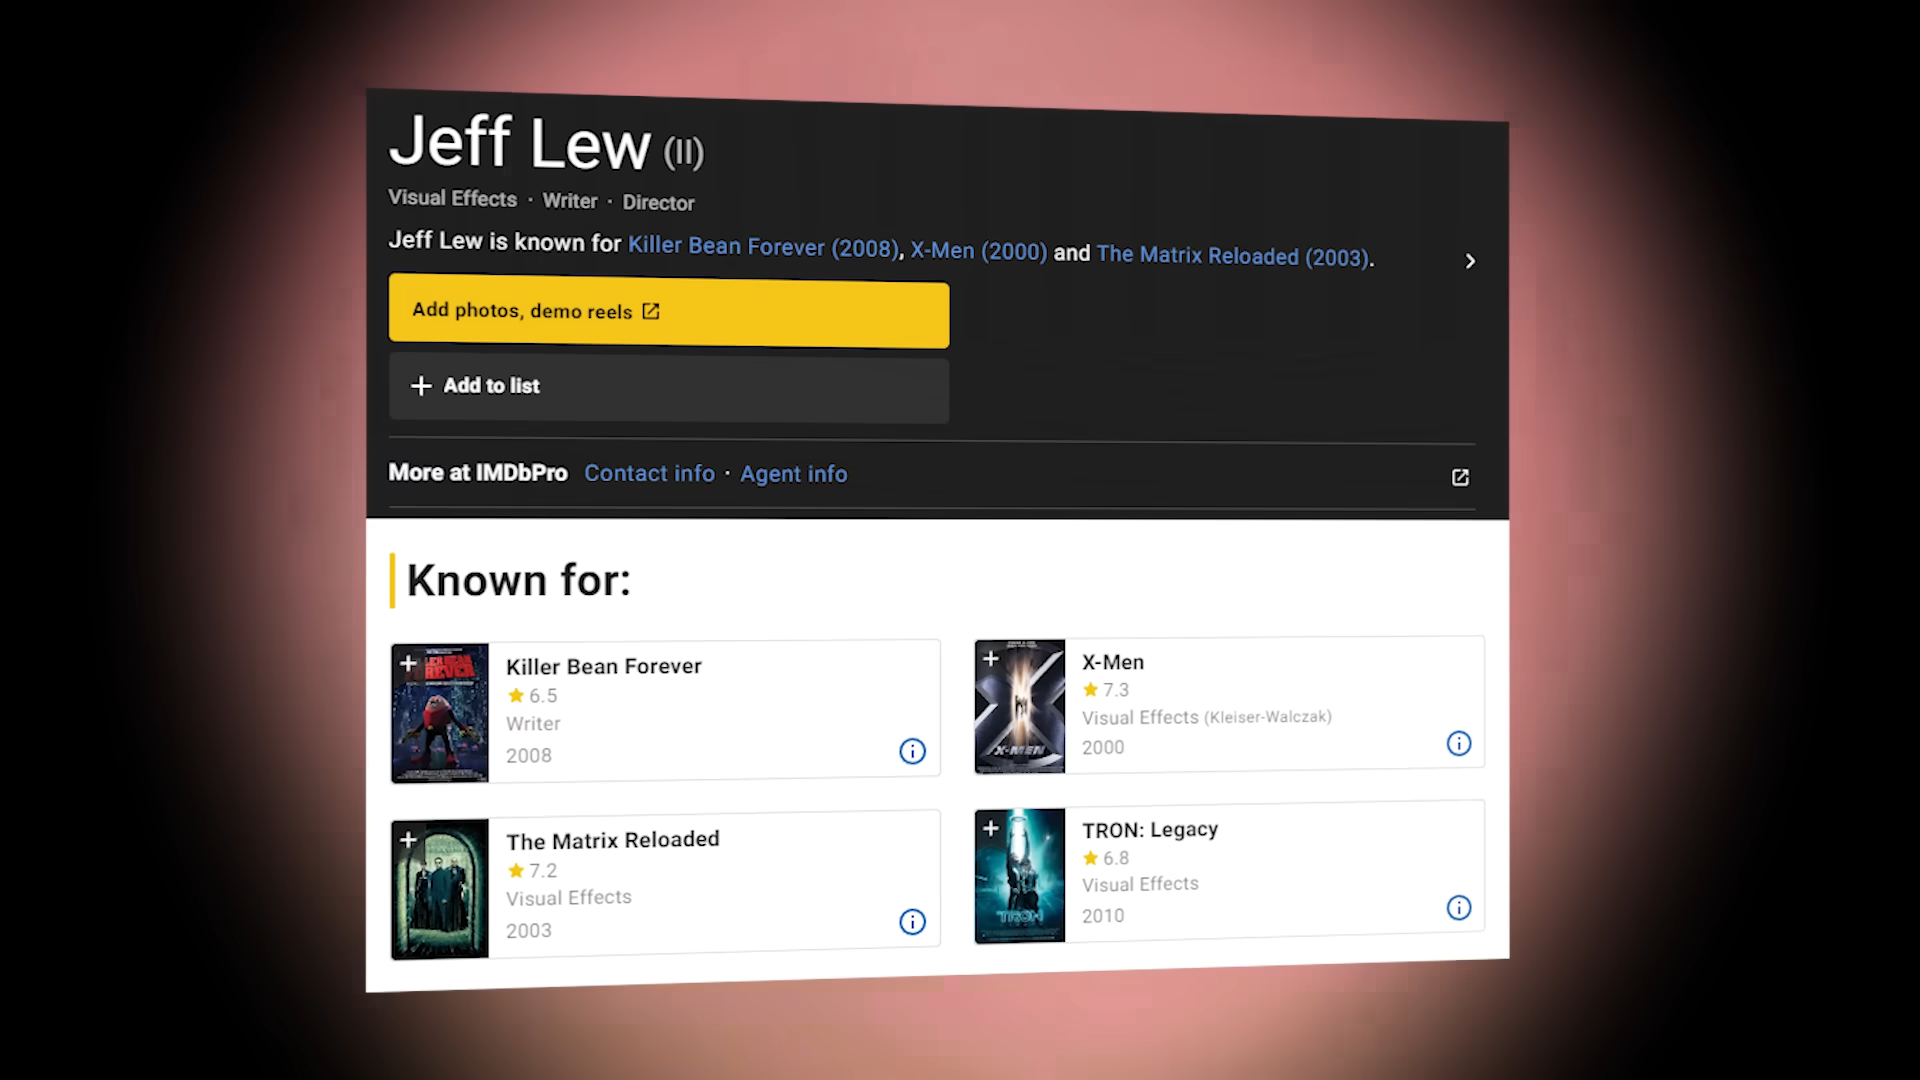 Jeff Lew (II)
Visual Effects · Writer · Director
Jeff Lew is known for Killer Bean Forever (2008), X-Men (2000) and The Matrix Reloaded (2003).
Add photos, demo reels
Add to list
More at IMDbPro Contact info · Agent info
Known for:
Killer Bean Forever
6.5
Writer
2008
X-Men
7.3
Visual Effects (Kleiser-Walczak)
2000
X-MEN
The Matrix Reloaded
7.2
Visual Effects
2003
TRON: Legacy
6.8
Visual Effects
2010
TRON